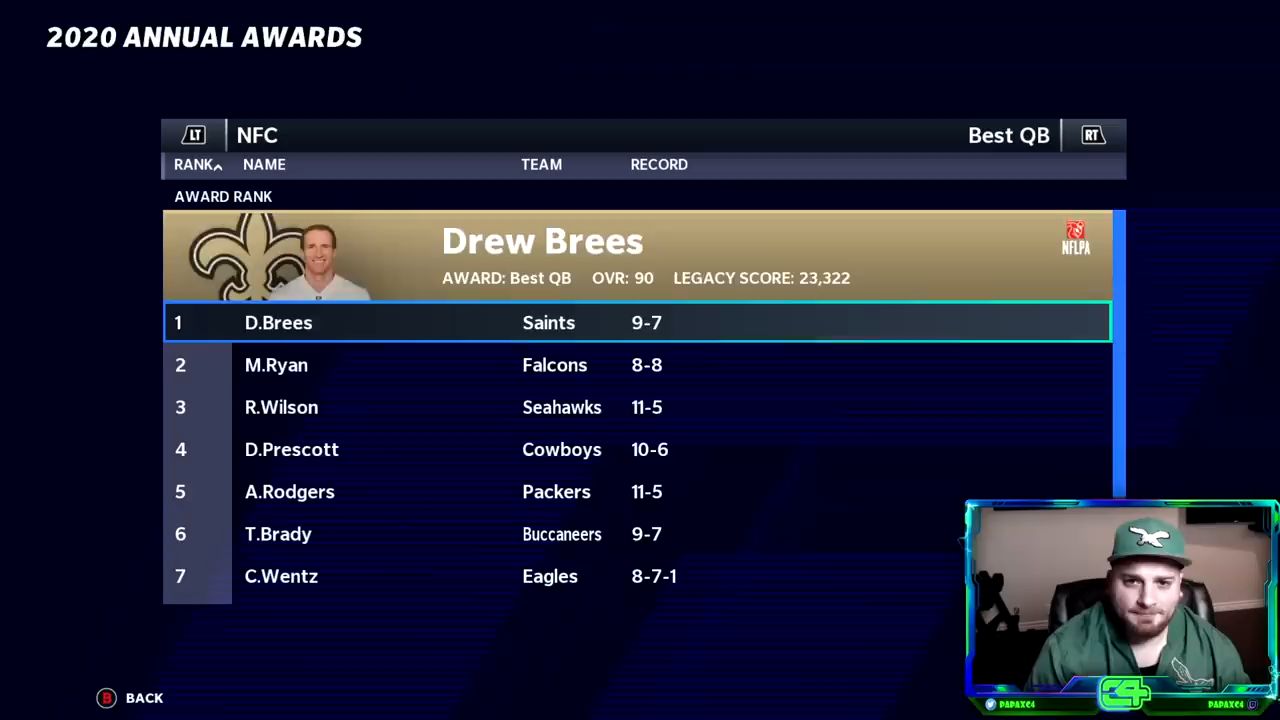 2020 ANNUAL AWARDS
LT NFC Best QB RT
RANK NAME TEAM RECORD
AWARD RANK
Drew Brees
NFLPA
AWARD: Best QB OVR: 90 LEGACY SCORE: 23,322
1 D.Brees Saints 9-7
2 M.Ryan Falcons 8-8
3 R.Wilson Seahawks 11-5
4 D.Prescott Cowboys 10-6
5 A.Rodgers Packers 11-5
6 T.Brady Buccaneers 9-7
7 C.Wentz Eagles 8-7-1
B BACK
C4
PAPAXC4 PAPAXC4